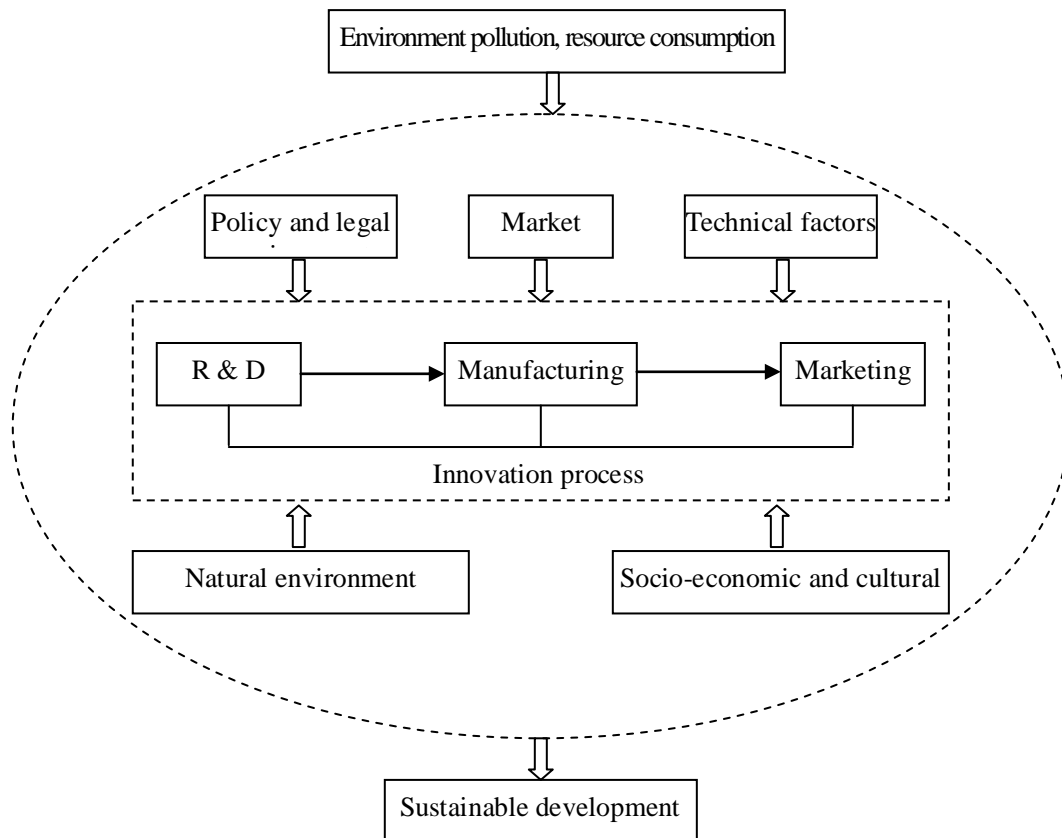 Environment pollution, resource consumption
Policy and legal
Market
Technical factors
R & D
Manufacturing
Marketing
Innovation process
Natural environment
Socio-economic and cultural
Sustainable development